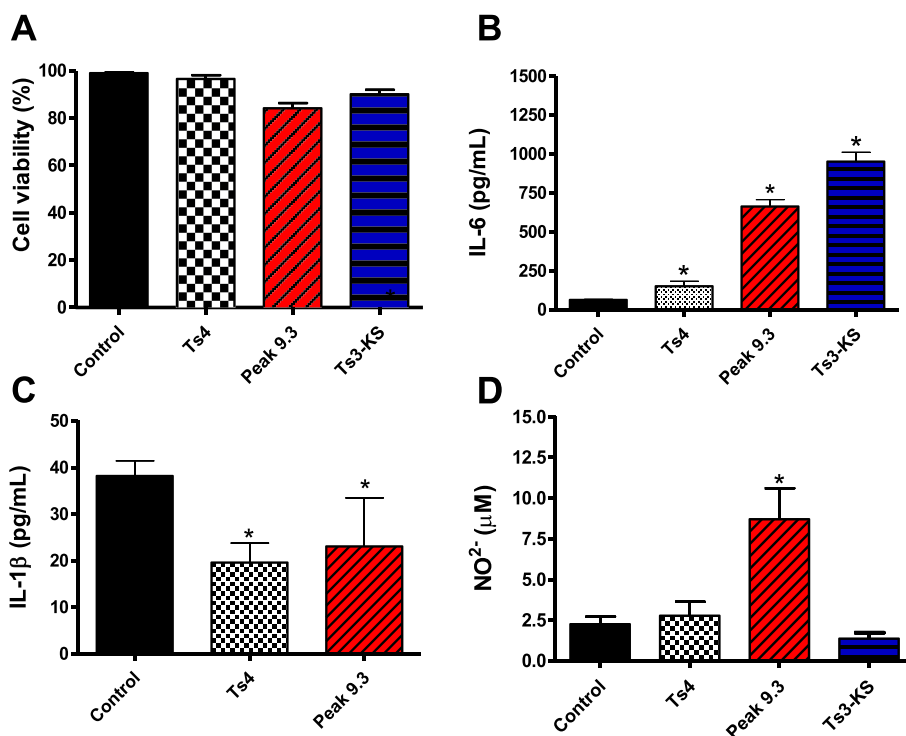 A
Cell viability (%)
100
80
60
40
20
0
*
Control
Ts4
Peak 9.3
Ts3-KS
B
IL-6 (pg/mL)
1500
1250
1000
750
500
250
0
*
*
*
Control
Ts4
Peak 9.3
Ts3-KS
C
IL-1β (pg/mL)
50
40
30
20
10
0
*
*
Control
Ts4
Peak 9.3
D
NO²⁻ (μM)
15.0
12.5
10.0
7.5
5.0
2.5
0.0
*
Control
Ts4
Peak 9.3
Ts3-KS